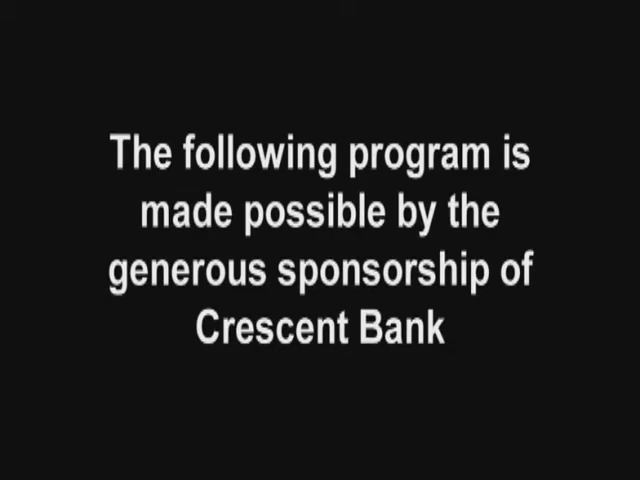 The following program is
made possible by the
generous sponsorship of
Crescent Bank